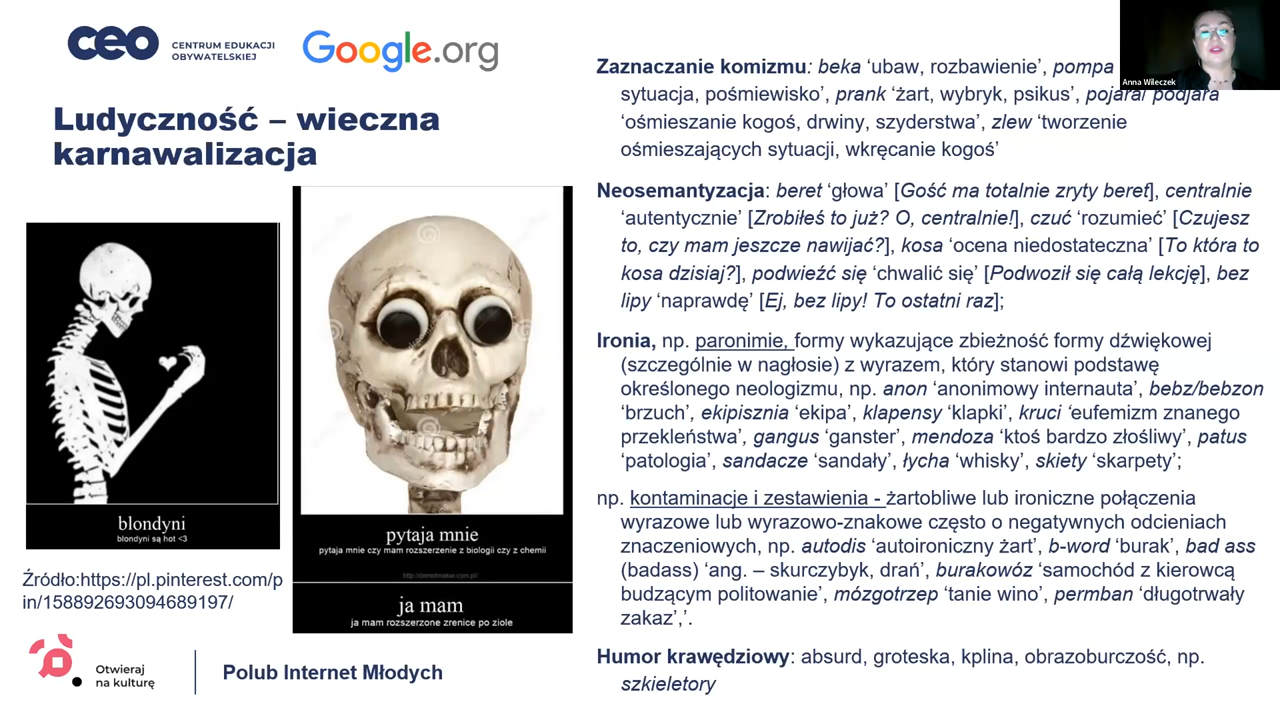 ceo CENTRUM EDUKACJI
OBYWATELSKIEJ
Google.org
Ludyczność – wieczna
karnawalizacja
blondyni
blondyni są hot <3
Źródło:https://pl.pinterest.com/p
in/158892693094689197/
pytaja mnie
pytaja mnie czy mam rozszerzenie z biologii czy z chemii
ja mam
ja mam rozszerzone zrenice po ziole
Otwieraj
na kulturę
Polub Internet Młodych
Anna Wileczek
Zaznaczanie komizmu: beka ‘ubaw, rozbawienie’, pompa
sytuacja, pośmiewisko’, prank ‘żart, wybryk, psikus’, pojara/ podjara
‘ośmieszanie kogoś, drwiny, szyderstwa’, zlew ‘tworzenie
ośmieszających sytuacji, wkręcanie kogoś’
Neosemantyzacja: beret ‘głowa’ [Gość ma totalnie zryty beret], centralnie
‘autentycznie’ [Zrobiłeś to już? O, centralnie!], czuć ‘rozumieć’ [Czujesz
to, czy mam jeszcze nawijać?], kosa ‘ocena niedostateczna’ [To która to
kosa dzisiaj?], podwieźć się ‘chwalić się’ [Podwoził się całą lekcję], bez
lipy ‘naprawdę’ [Ej, bez lipy! To ostatni raz];
Ironia, np. paronimie, formy wykazujące zbieżność formy dźwiękowej
(szczególnie w nagłosie) z wyrazem, który stanowi podstawę
określonego neologizmu, np. anon ‘anonimowy internauta’, bebz/bebzon
‘brzuch’, ekipisznia ‘ekipa’, klapensy ‘klapki’, kruci ‘eufemizm znanego
przekleństwa’, gangus ‘ganster’, mendoza ‘ktoś bardzo złośliwy’, patus
‘patologia’, sandacze ‘sandały’, łycha ‘whisky’, skiety ‘skarpety’;
np. kontaminacje i zestawienia - żartobliwe lub ironiczne połączenia
wyrazowe lub wyrazowo-znakowe często o negatywnych odcieniach
znaczeniowych, np. autodis ‘autoironiczny żart’, b-word ‘burak’, bad ass
(badass) ‘ang. – skurczybyk, drań’, burakowóz ‘samochód z kierowcą
budzącym politowanie’, mózgotrzep ‘tanie wino’, permban ‘długotrwały
zakaz’,’.
Humor krawędziowy: absurd, groteska, kplina, obrazoburczość, np.
szkieletory